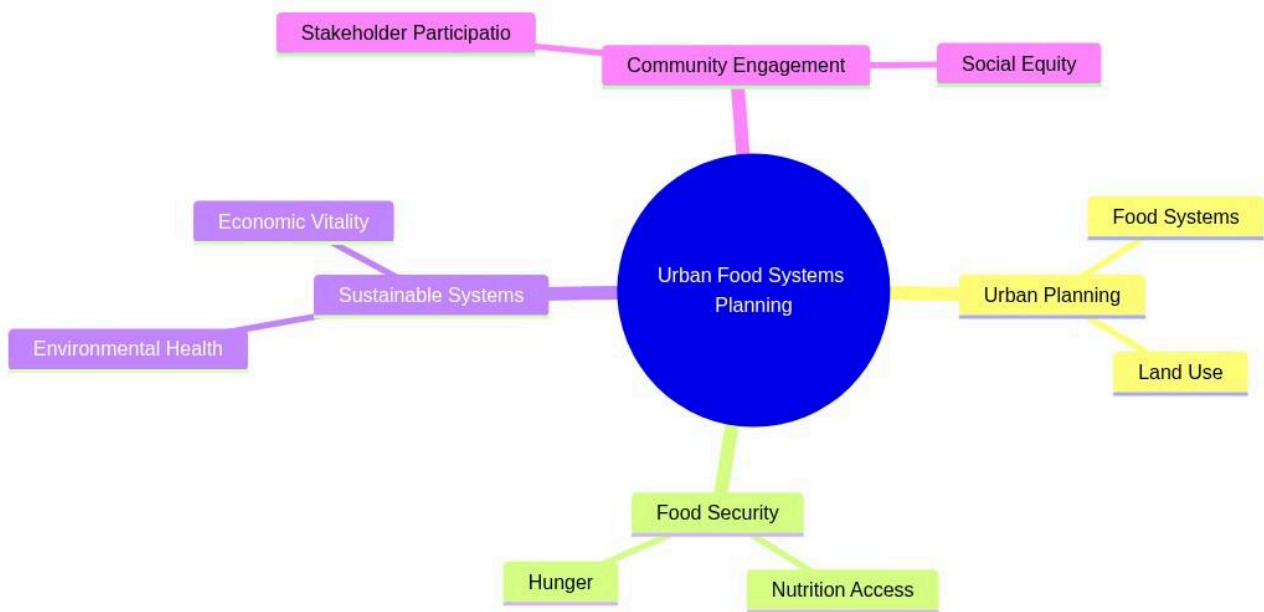 Stakeholder Participatio
Community Engagement
Social Equity
Economic Vitality
Sustainable Systems
Environmental Health
Urban Food Systems
Planning
Food Systems
Urban Planning
Land Use
Food Security
Hunger
Nutrition Access